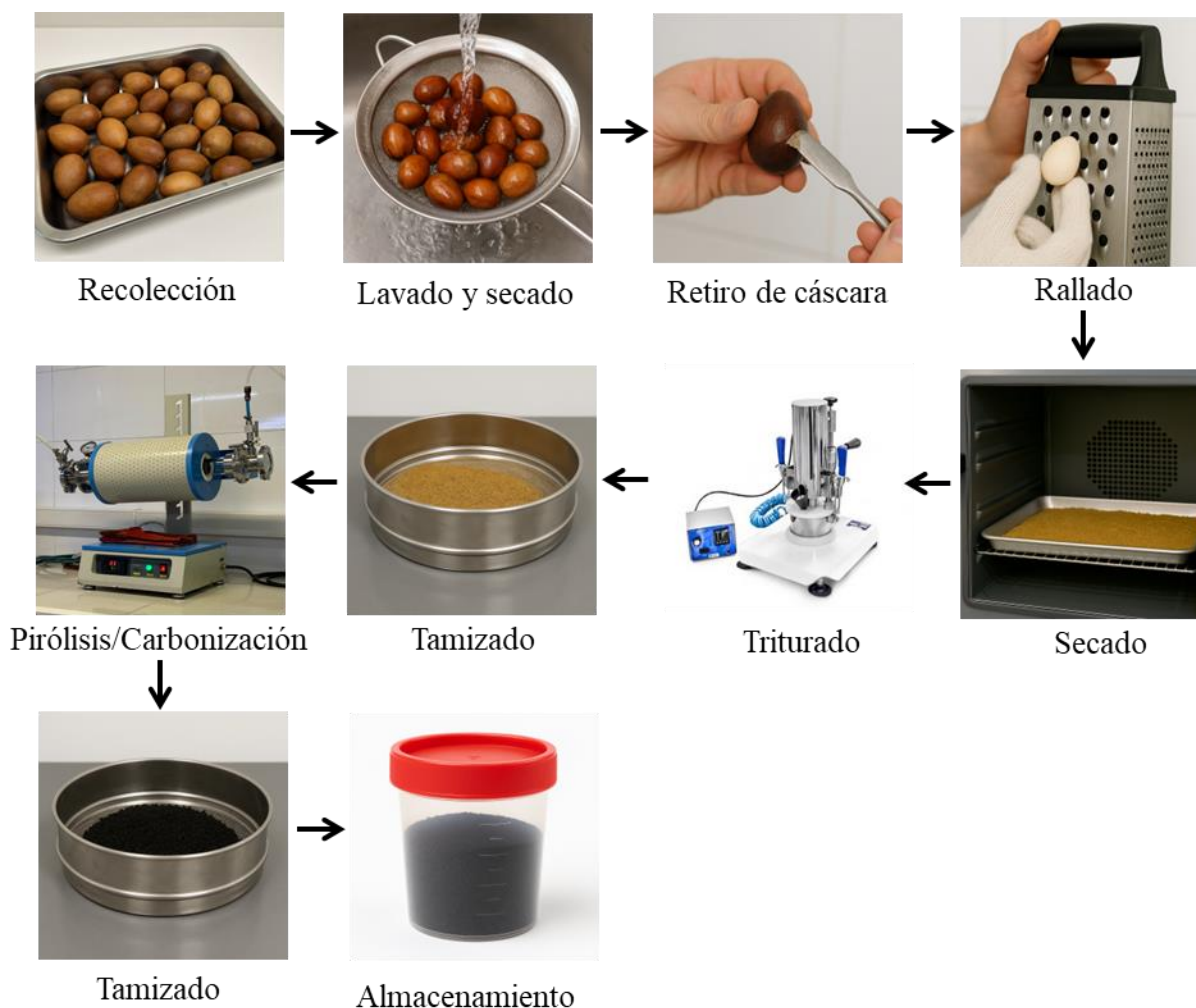 Recolección
Lavado y secado
Retiro de cáscara
Rallado
Secado
Triturado
Tamizado
Pirólisis/Carbonización
Tamizado
Almacenamiento